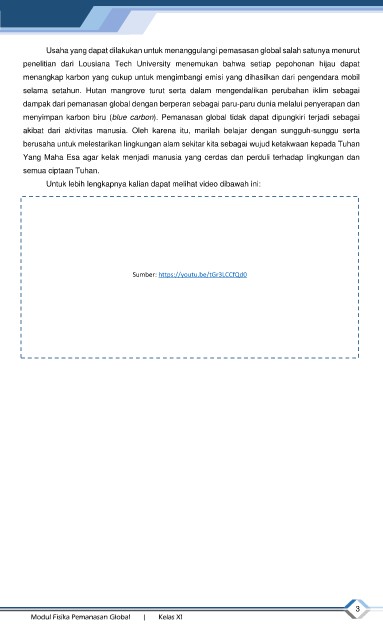 Usaha yang dapat dilakukan untuk menanggulangi pemasasan global salah satunya menurut
penelitian dari Lousiana Tech University menemukan bahwa setiap pepohonan hijau dapat
menangkap karbon yang cukup untuk mengimbangi emisi yang dihasilkan dari pengendara mobil
selama setahun. Hutan mangrove turut serta dalam mengendalikan perubahan iklim sebagai
dampak dari pemanasan global dengan berperan sebagai paru-paru dunia melalui penyerapan dan
menyimpan karbon biru (blue carbon). Pemanasan global tidak dapat dipungkiri terjadi sebagai
akibat dari aktivitas manusia. Oleh karena itu, marilah belajar dengan sungguh-sunggu serta
berusaha untuk melestarikan lingkungan alam sekitar kita sebagai wujud ketakwaan kepada Tuhan
Yang Maha Esa agar kelak menjadi manusia yang cerdas dan perduli terhadap lingkungan dan
semua ciptaan Tuhan.
Untuk lebih lengkapnya kalian dapat melihat video dibawah ini:
Sumber: https://youtu.be/tGr3LCCfQd0
3
Modul Fisika Pemanasan Global | Kelas XI